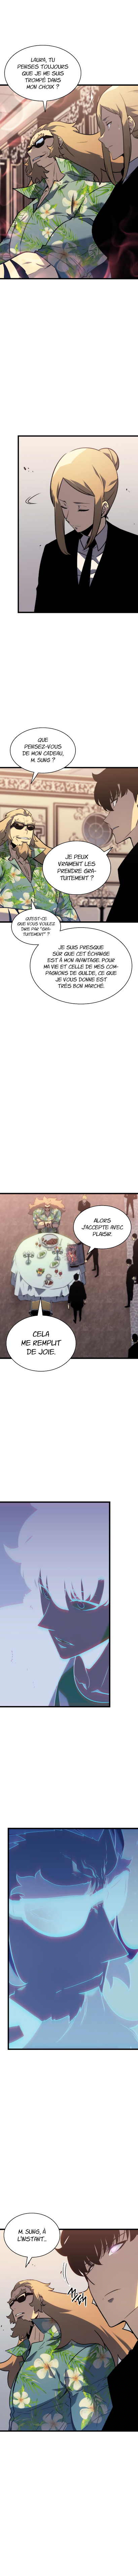 LAURA, TU
PENSES TOUJOURS
QUE JE ME SUIS
TROMPÉ DANS
MON CHOIX ?
QUE
PENSEZ-VOUS
DE MON CADEAU,
M. SUNG ?
JE PEUX
VRAIMENT LES
PRENDRE GRA-
TUITEMENT ?
QU'EST-CE
QUE VOUS VOULEZ
DIRE PAR "GRA-
TUITEMENT" ?
JE SUIS PRESQUE
SÛR QUE CET ÉCHANGE
EST À MON AVANTAGE. POUR
MA VIE ET CELLE DE MES COM-
PAGNONS DE GUILDE, CE QUE
JE VOUS DONNE EST
TRÈS BON MARCHÉ.
ALORS
J'ACCEPTE AVEC
PLAISIR.
CELA
ME REMPLIT
DE JOIE.
M. SUNG, À
L'INSTANT...